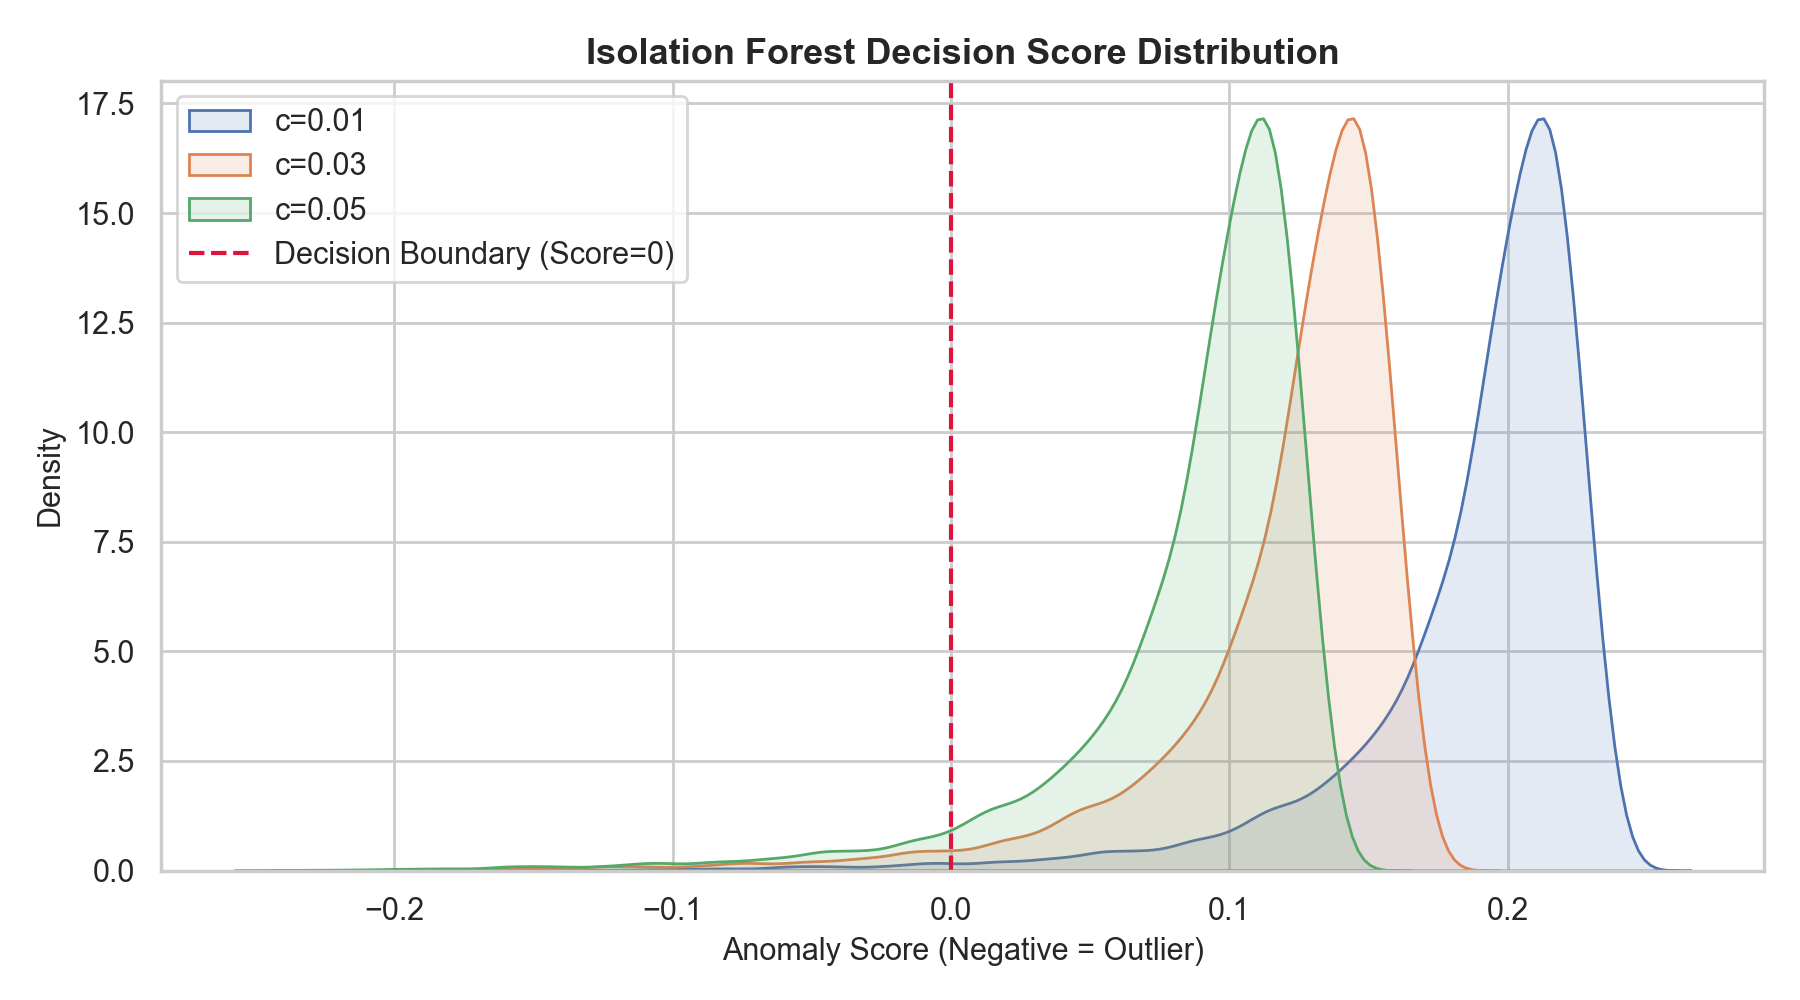 Isolation Forest Decision Score Distribution
c=0.01
c=0.03
c=0.05
Decision Boundary (Score=0)
Density
17.5
15.0
12.5
10.0
7.5
5.0
2.5
0.0
−0.2
−0.1
0.0
0.1
0.2
Anomaly Score (Negative = Outlier)